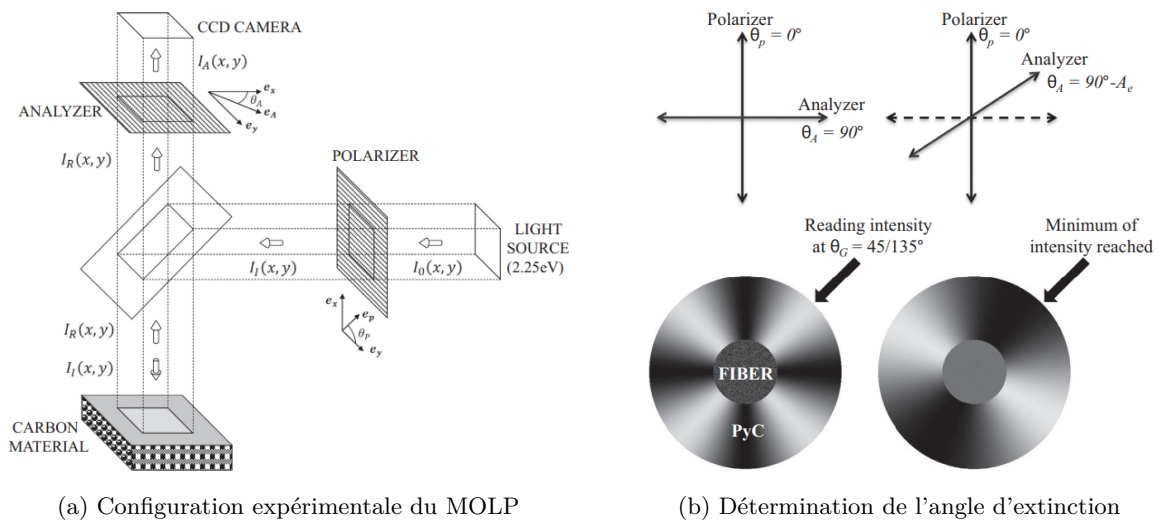 CCD CAMERA
I_A(x, y)
e_x
θ_A
e_A
e_y
ANALYZER
I_R(x, y)
POLARIZER
LIGHT
SOURCE
(2.25eV)
I_I(x, y)
I_0(x, y)
e_x
e_p
θ_p
e_y
I_R(x, y)
I_I(x, y)
CARBON
MATERIAL
(a) Configuration expérimentale du MOLP
Polarizer
θ_p = 0°
Analyzer
θ_A = 90°
Polarizer
θ_p = 0°
Analyzer
θ_A = 90°-A_e
Reading intensity
at θ_G = 45/135°
Minimum of
intensity reached
FIBER
PyC
(b) Détermination de l'angle d'extinction